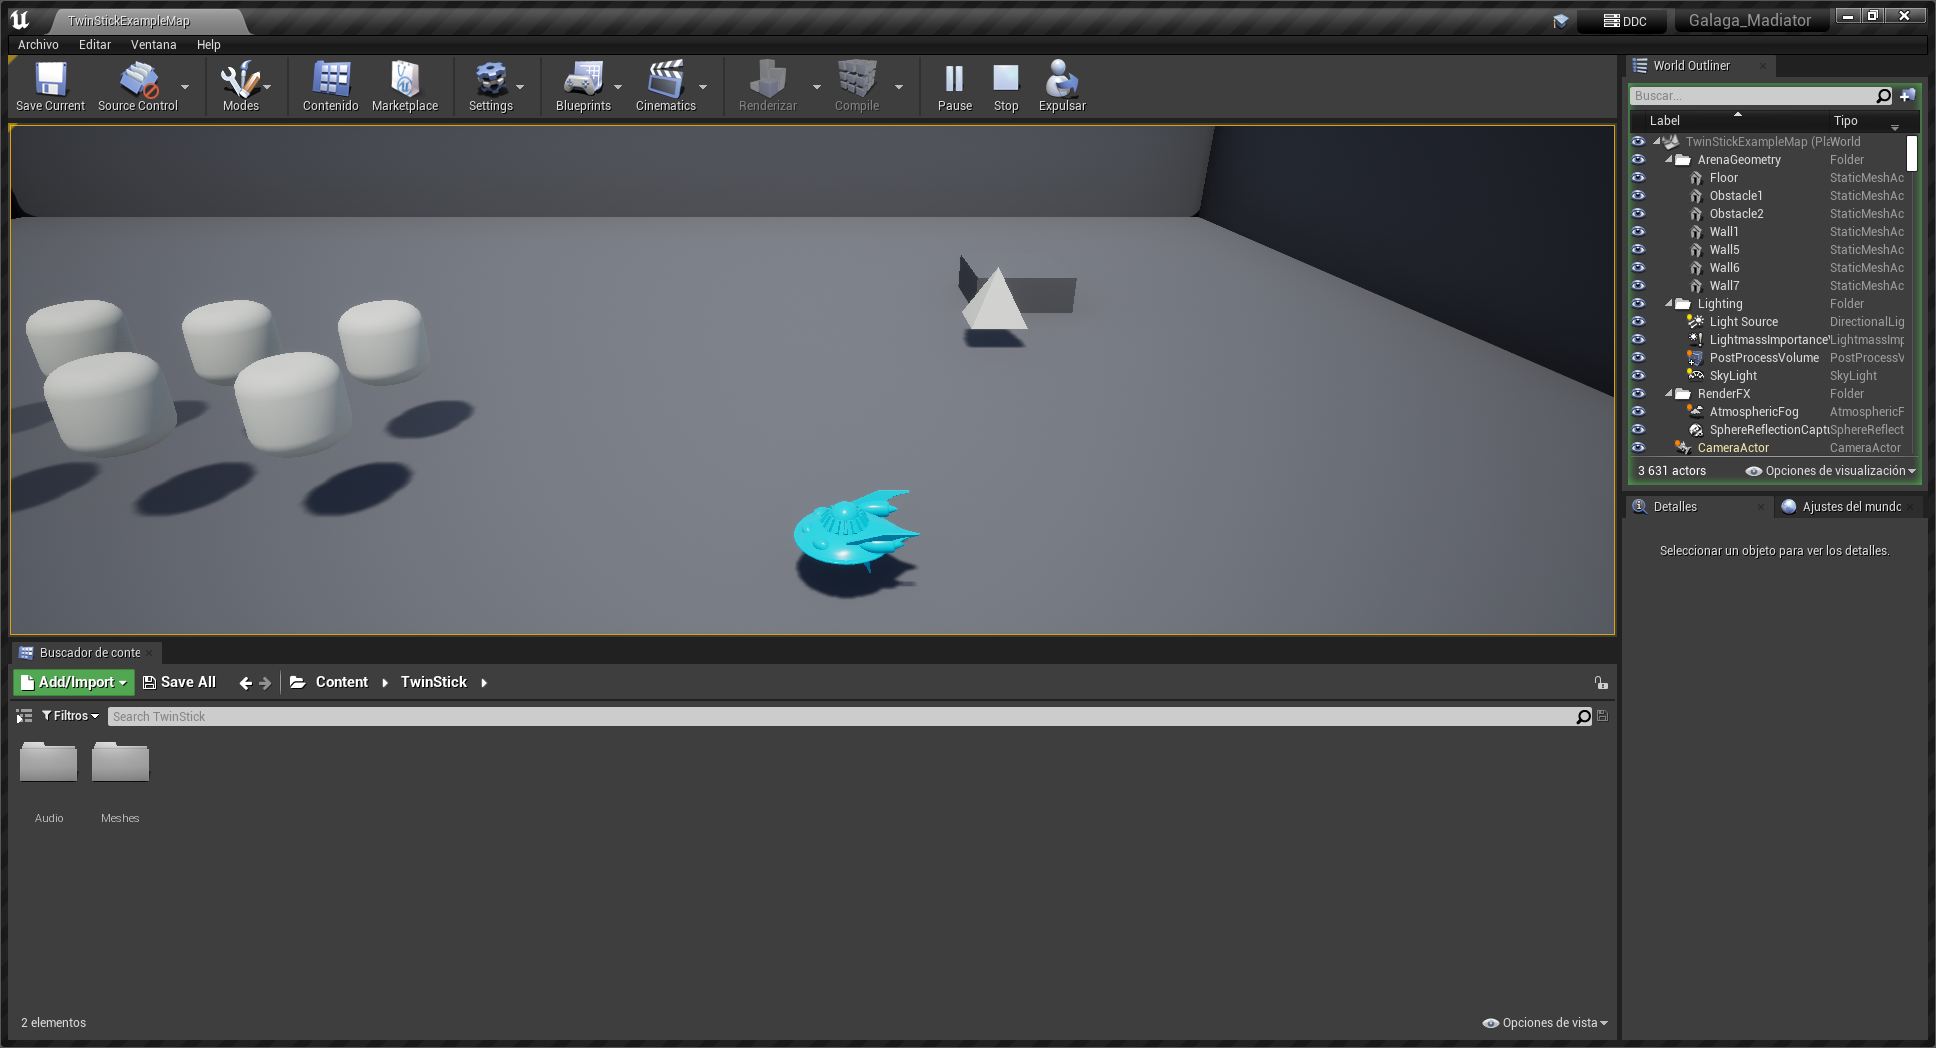 TwinStickExampleMap
DDC
Galaga_Madiator
Archivo
Editar
Ventana
Help
Save Current
Source Control
Modes
Contenido
Marketplace
Settings
Blueprints
Cinematics
Renderizar
Compile
Pause
Stop
Expulsar
World Outliner
Buscar...
Label
Tipo
TwinStickExampleMap (Pla
World
ArenaGeometry
Folder
Floor
StaticMeshAc
Obstacle1
StaticMeshAc
Obstacle2
StaticMeshAc
Wall1
StaticMeshAc
Wall5
StaticMeshAc
Wall6
StaticMeshAc
Wall7
StaticMeshAc
Lighting
Folder
Light Source
DirectionalLig
LightmassImportance
LightmassImp
PostProcessVolume
PostProcessV
SkyLight
SkyLight
RenderFX
Folder
AtmosphericFog
AtmosphericF
SphereReflectionCaptu
SphereReflect
CameraActor
CameraActor
3 631 actors
Opciones de visualización
Detalles
Ajustes del mundo
Seleccionar un objeto para ver los detalles.
Buscador de conte
Add/Import
Save All
Content
TwinStick
Filtros
Search TwinStick
Audio
Meshes
2 elementos
Opciones de vista